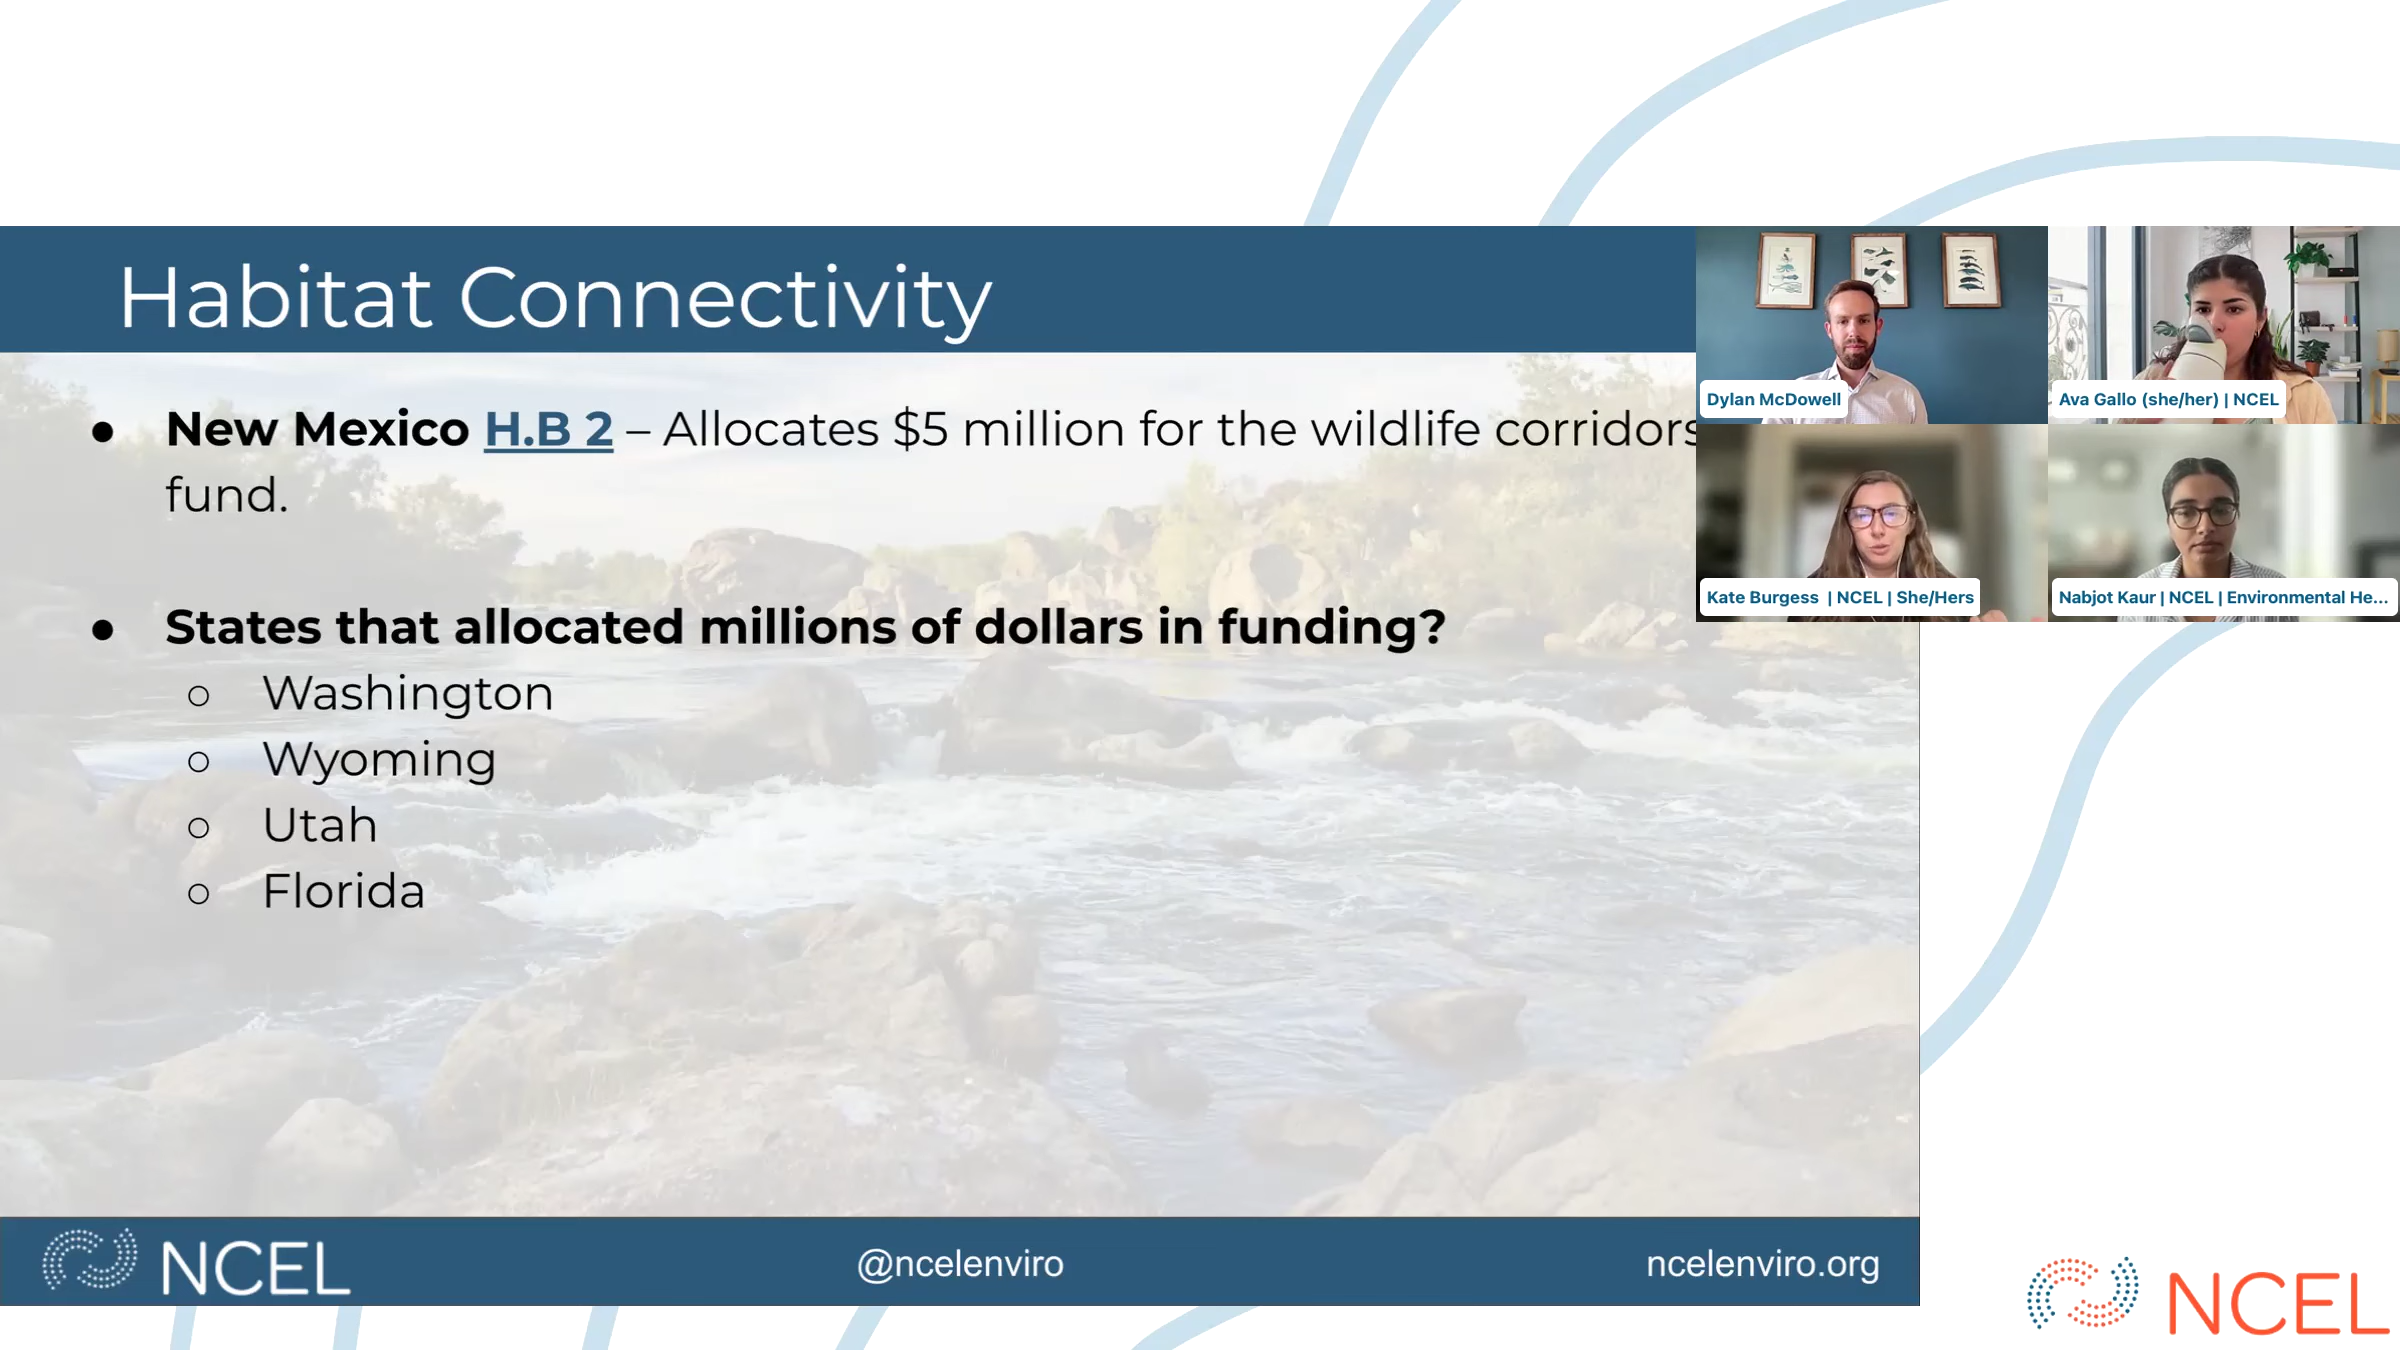 Habitat Connectivity
● New Mexico H.B 2 – Allocates $5 million for the wildlife corridors
fund.
● States that allocated millions of dollars in funding?
○ Washington
○ Wyoming
○ Utah
○ Florida
Dylan McDowell
Ava Gallo (she/her) | NCEL
Kate Burgess | NCEL | She/Hers
Nabjot Kaur | NCEL | Environmental He...
NCEL
@ncelenviro
ncelenviro.org
NCEL